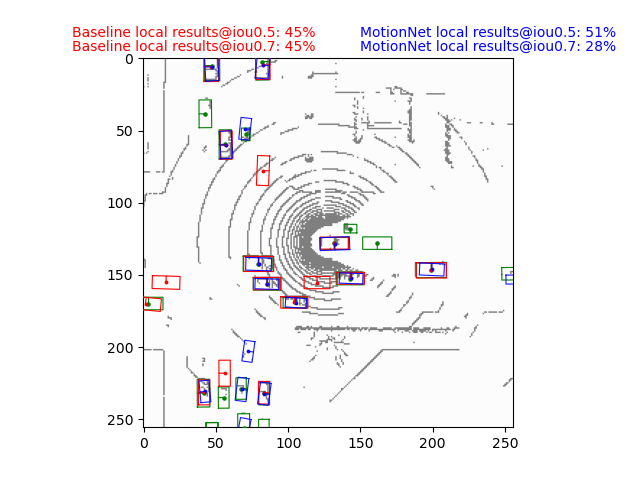 Baseline local results@iou0.5: 45%
MotionNet local results@iou0.5: 51%
Baseline local results@iou0.7: 45%
MotionNet local results@iou0.7: 28%
0
50
100
150
200
250
0 50 100 150 200 250